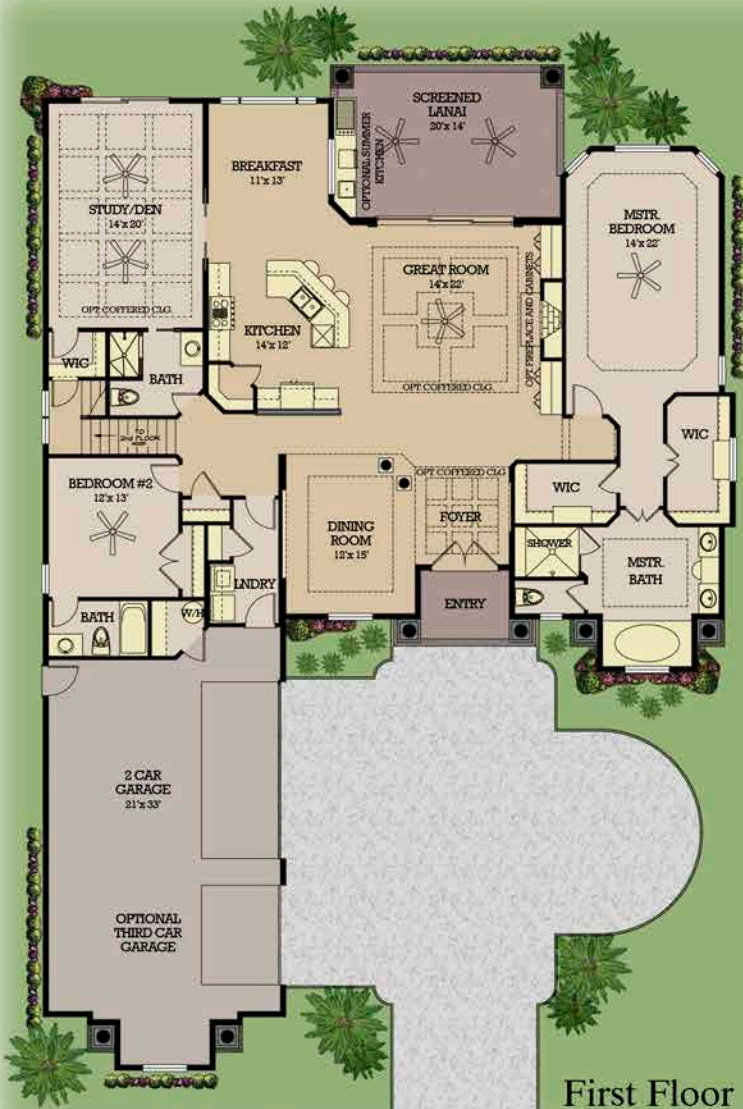 SCREENED
LANAI
20'x 14'
OPTIONAL SUMMER
KITCHEN
BREAKFAST
11'x 13'
STUDY/DEN
14'x 20'
OPT COFFERED CLG.
MSTR.
BEDROOM
14'x 22'
GREAT ROOM
14'x 22'
OPT COFFERED CLG.
OPT FIREPLACE AND CABINETS
KITCHEN
14'x 12'
WIC
BATH
TO
2nd FLOOR
WIC
WIC
BEDROOM #2
12'x 13'
OPT COFFERED CLG
FOYER
DINING
ROOM
12'x 15'
SHOWER
MSTR.
BATH
LNDRY
ENTRY
BATH
W/H
2 CAR
GARAGE
21'x 33'
OPTIONAL
THIRD CAR
GARAGE
First Floor